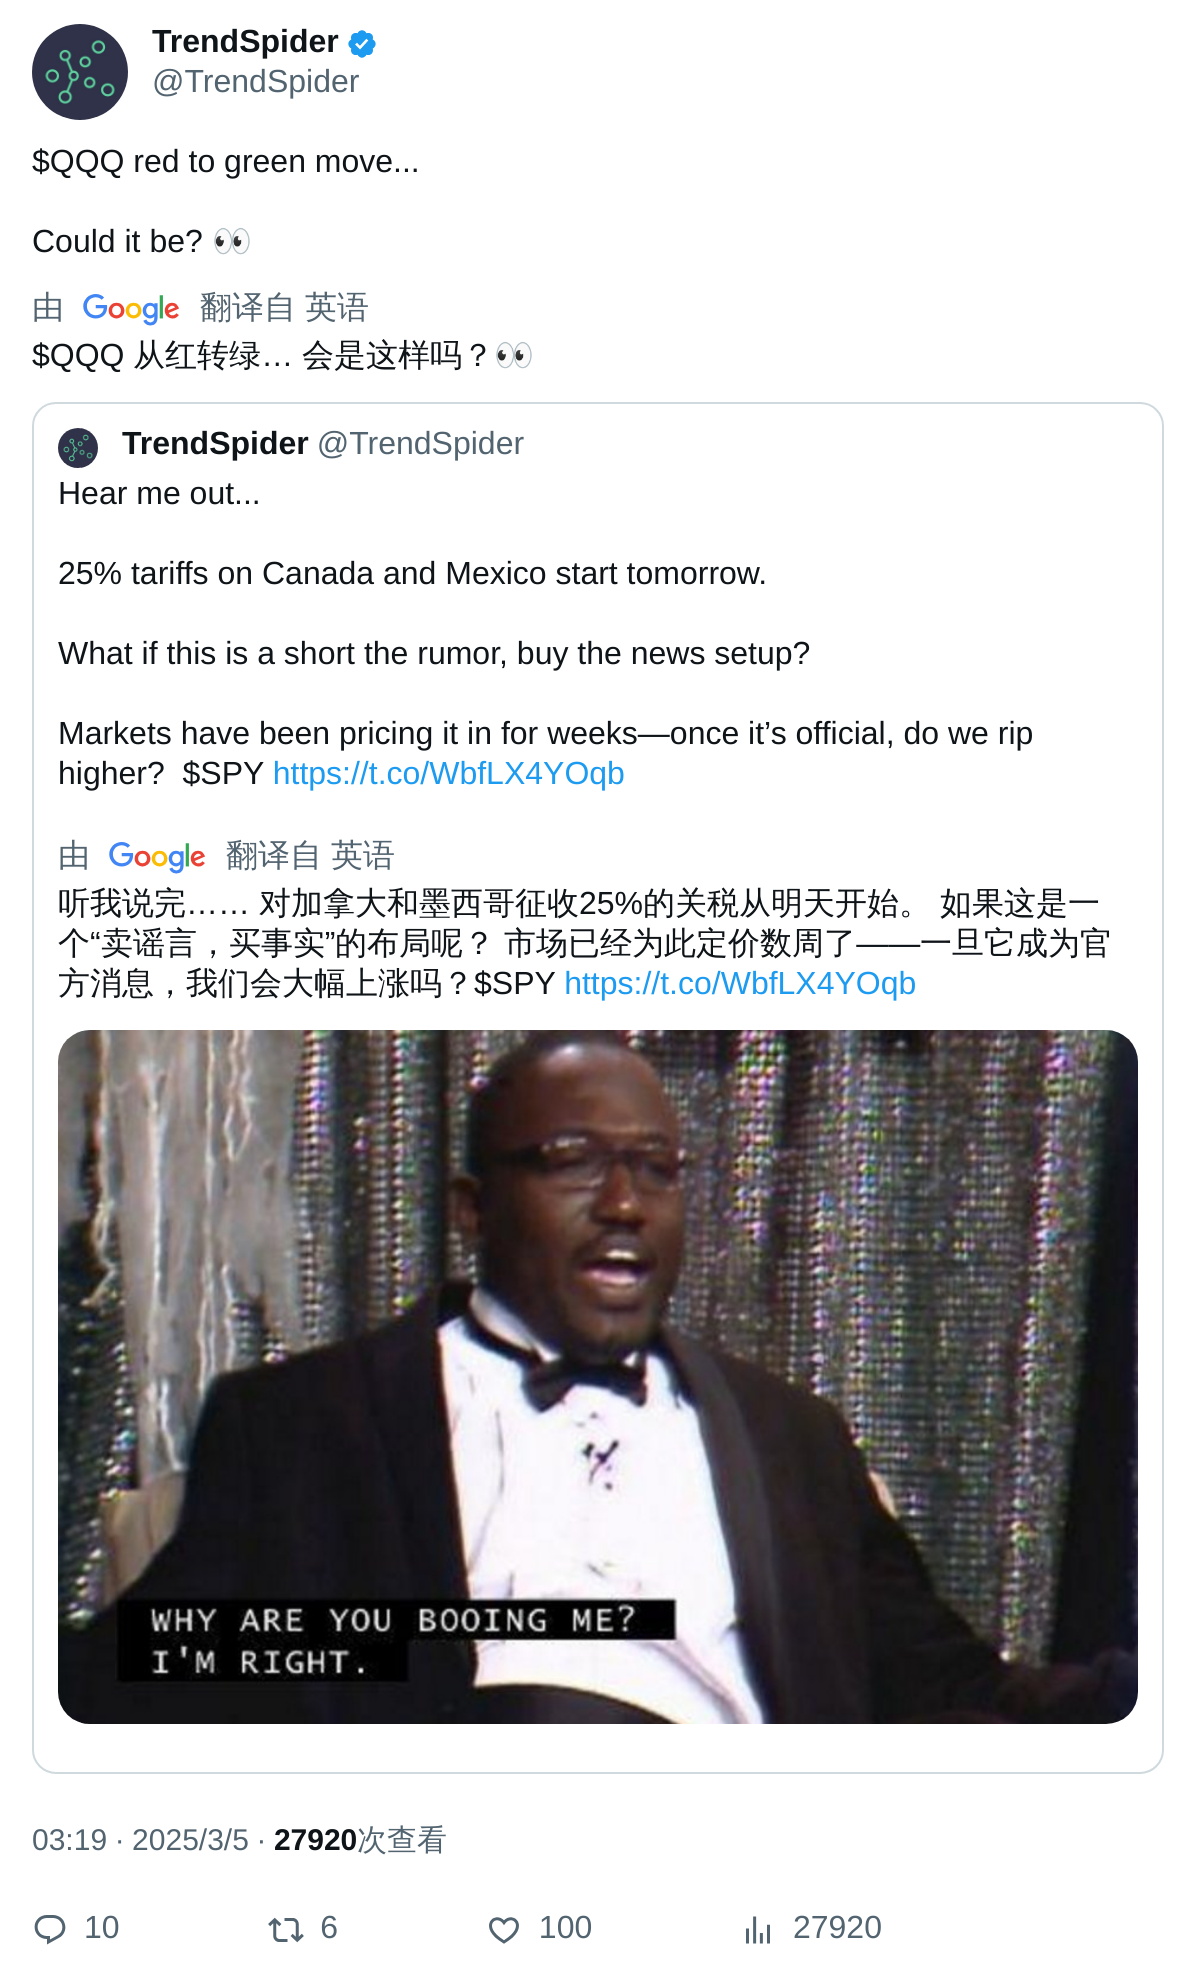 TrendSpider
@TrendSpider
$QQQ red to green move...
Could it be? 👀
由 Google 翻译自 英语
$QQQ 从红转绿… 会是这样吗？👀
TrendSpider @TrendSpider
Hear me out...
25% tariffs on Canada and Mexico start tomorrow.
What if this is a short the rumor, buy the news setup?
Markets have been pricing it in for weeks—once it’s official, do we rip
higher?  $SPY https://t.co/WbfLX4YOqb
由 Google 翻译自 英语
听我说完…… 对加拿大和墨西哥征收25%的关税从明天开始。 如果这是一
个“卖谣言，买事实”的布局呢？ 市场已经为此定价数周了——一旦它成为官
方消息，我们会大幅上涨吗？$SPY https://t.co/WbfLX4YOqb
WHY ARE YOU BOOING ME?
I'M RIGHT.
03:19 · 2025/3/5 · 27920次查看
10 6 100 27920